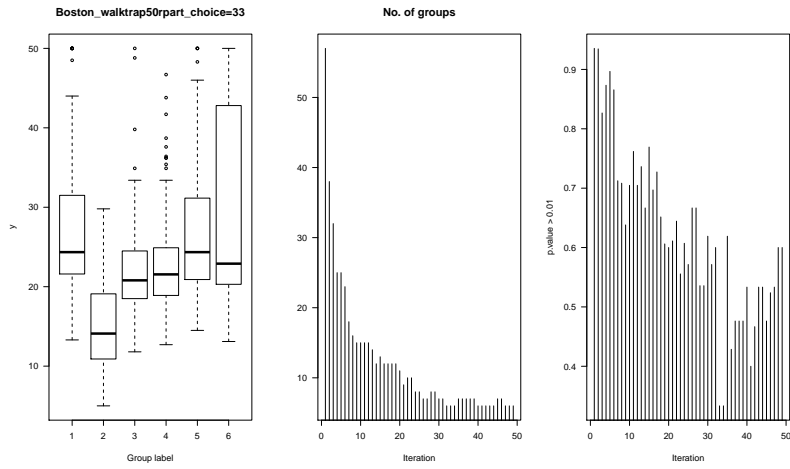 Boston_walktrap50rpart_choice=33
50
40
30
20
10
y
1 2 3 4 5 6
Group label
No. of groups
50
40
30
20
10
0 10 20 30 40 50
Iteration
0.9
0.8
0.7
0.6
0.5
0.4
p.value > 0.01
0 10 20 30 40 50
Iteration